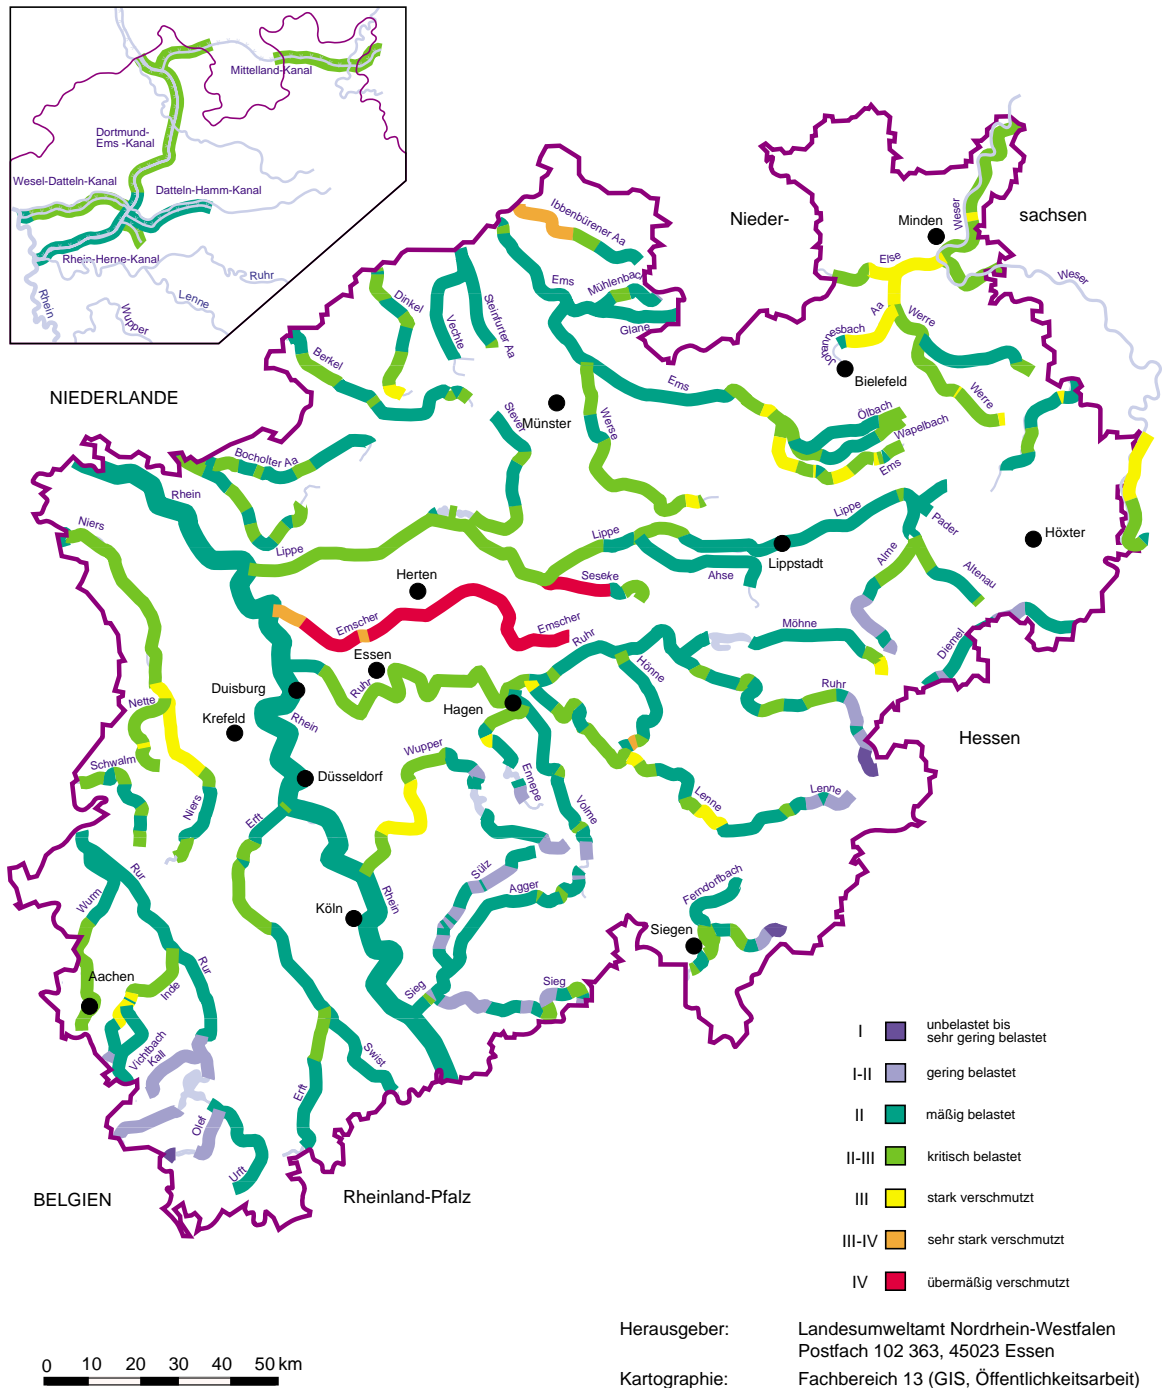 Mittelland-Kanal
Dortmund-
Ems -Kanal
Wesel-Datteln-Kanal
Datteln-Hamm-Kanal
Rhein-Herne-Kanal
Ruhr
Lenne
Rhein
Wupper
Nieder-
sachsen
Minden
Weser
Weser
Ibbenbürener Aa
Else
Ems
Mühlenbach
Glane
Dinkel
Vechte
Steinfurter Aa
Aa
Werre
Johannesbach
Bielefeld
Berkel
NIEDERLANDE
Ems
Werre
Münster
Stever
Werse
Ölbach
Wapelbach
Ems
Bocholter Aa
Rhein
Niers
Lippe
Lippe
Lippe
Pader
Höxter
Lippstadt
Alme
Altenau
Herten
Seseke
Ahse
Emscher
Emscher
Ruhr
Möhne
Diemel
Essen
Ruhr
Hönne
Ruhr
Duisburg
Nette
Krefeld
Rhein
Hagen
Hessen
Schwalm
Wupper
Ennepe
Düsseldorf
Niers
Erft
Volme
Lenne
Lenne
Rur
Wurm
Sülz
Agger
Rhein
Köln
Ferndorfbach
Siegen
Aachen
Rur
Inde
Sieg
Sieg
Vichtbach
Kall
Swist
Erft
Olef
Urft
BELGIEN
Rheinland-Pfalz
I unbelastet bis
sehr gering belastet
I-II gering belastet
II mäßig belastet
II-III kritisch belastet
III stark verschmutzt
III-IV sehr stark verschmutzt
IV übermäßig verschmutzt
Herausgeber: Landesumweltamt Nordrhein-Westfalen
Postfach 102 363, 45023 Essen
Kartographie: Fachbereich 13 (GIS, Öffentlichkeitsarbeit)
0 10 20 30 40 50 km